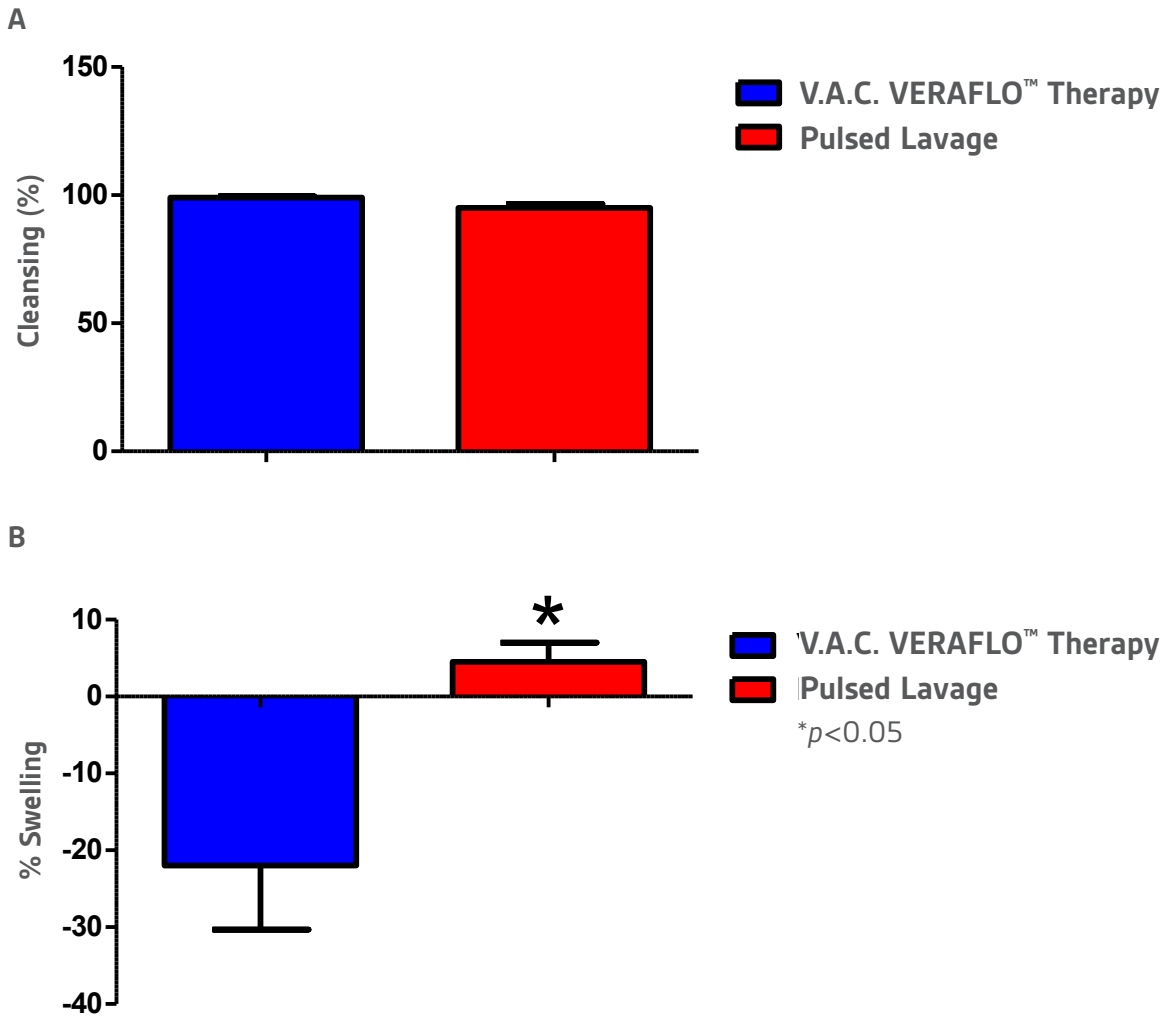 A
150
100
50
0
Cleansing (%)
V.A.C. VERAFLO™ Therapy
Pulsed Lavage
B
10
0
-10
-20
-30
-40
% Swelling
*
V.A.C. VERAFLO™ Therapy
Pulsed Lavage
*p<0.05